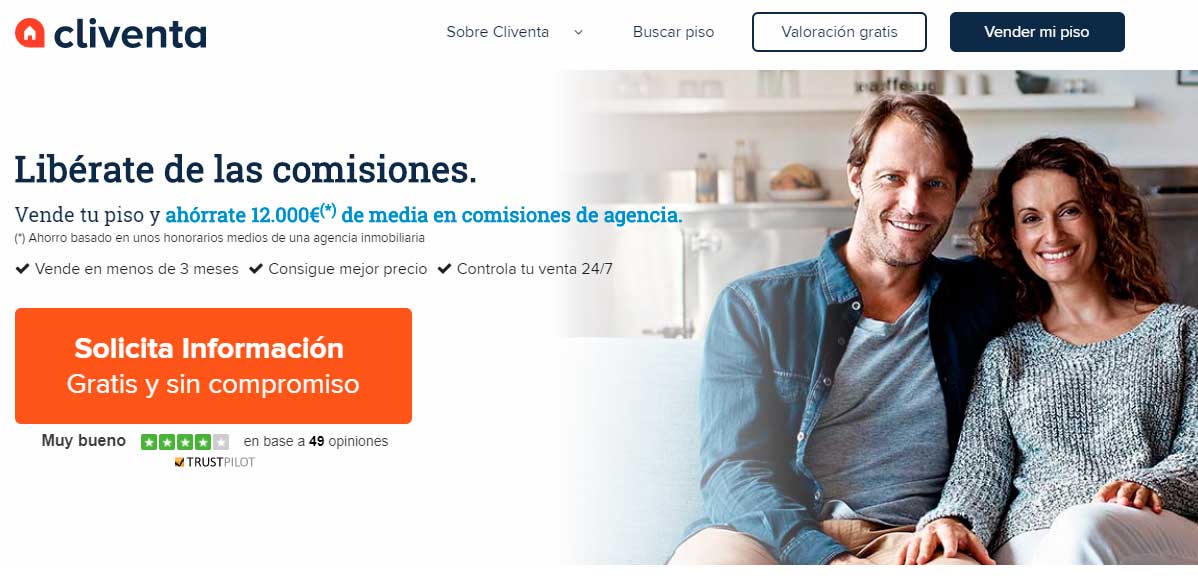 cliventa
Sobre Cliventa
Buscar piso
Valoración gratis
Vender mi piso
Libérate de las comisiones.
Vende tu piso y ahórrate 12.000€(*) de media en comisiones de agencia.
(*) Ahorro basado en unos honorarios medios de una agencia inmobiliaria
✔ Vende en menos de 3 meses ✔ Consigue mejor precio ✔ Controla tu venta 24/7
Solicita Información
Gratis y sin compromiso
Muy bueno en base a 49 opiniones
TRUSTPILOT